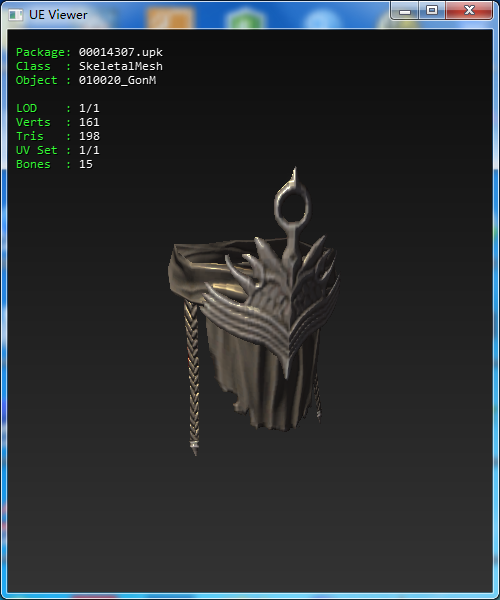 UE Viewer
Package: 00014307.upk
Class : SkeletalMesh
Object : 010020_GonM
LOD : 1/1
Verts : 161
Tris : 198
UV Set : 1/1
Bones : 15